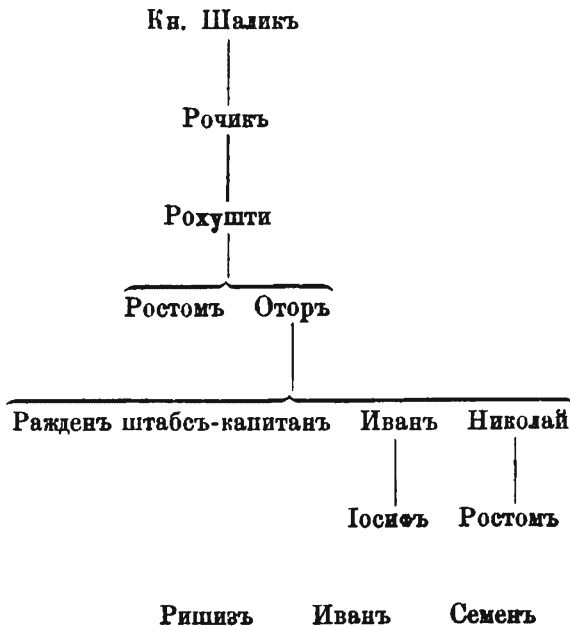 Кн. Шаликъ
Рочикъ
Рохушти
Ростомъ Оторъ
Ражденъ штабсъ-капитанъ Иванъ Николай
Іосифъ Ростомъ
Ришизъ Иванъ Семенъ